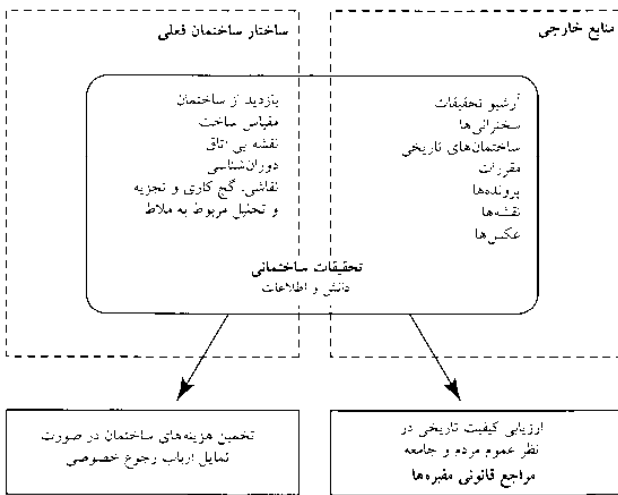 منابع خارجی
ساختار ساختمان فعلی
آرشیو تحقیقات
سخنرانی‌ها
ساختمان‌های تاریخی
مقررات
پرونده‌ها
نقشه‌ها
عکس‌ها
بازدید از ساختمان
مقیاس ساخت
نقشه بی اتاق
دوران‌شناسی
نقاشی، گچ کاری و تجزیه
و تحلیل مربوط به ملاط
تحقیقات ساختمانی
دانش و اطلاعات
ارزیابی کیفیت تاریخی در
نظر عموم مردم و جامعه
مراجع قانونی مقبره‌ها
تخمین هزینه‌های ساختمان در صورت
تمایل ارباب رجوع خصوصی